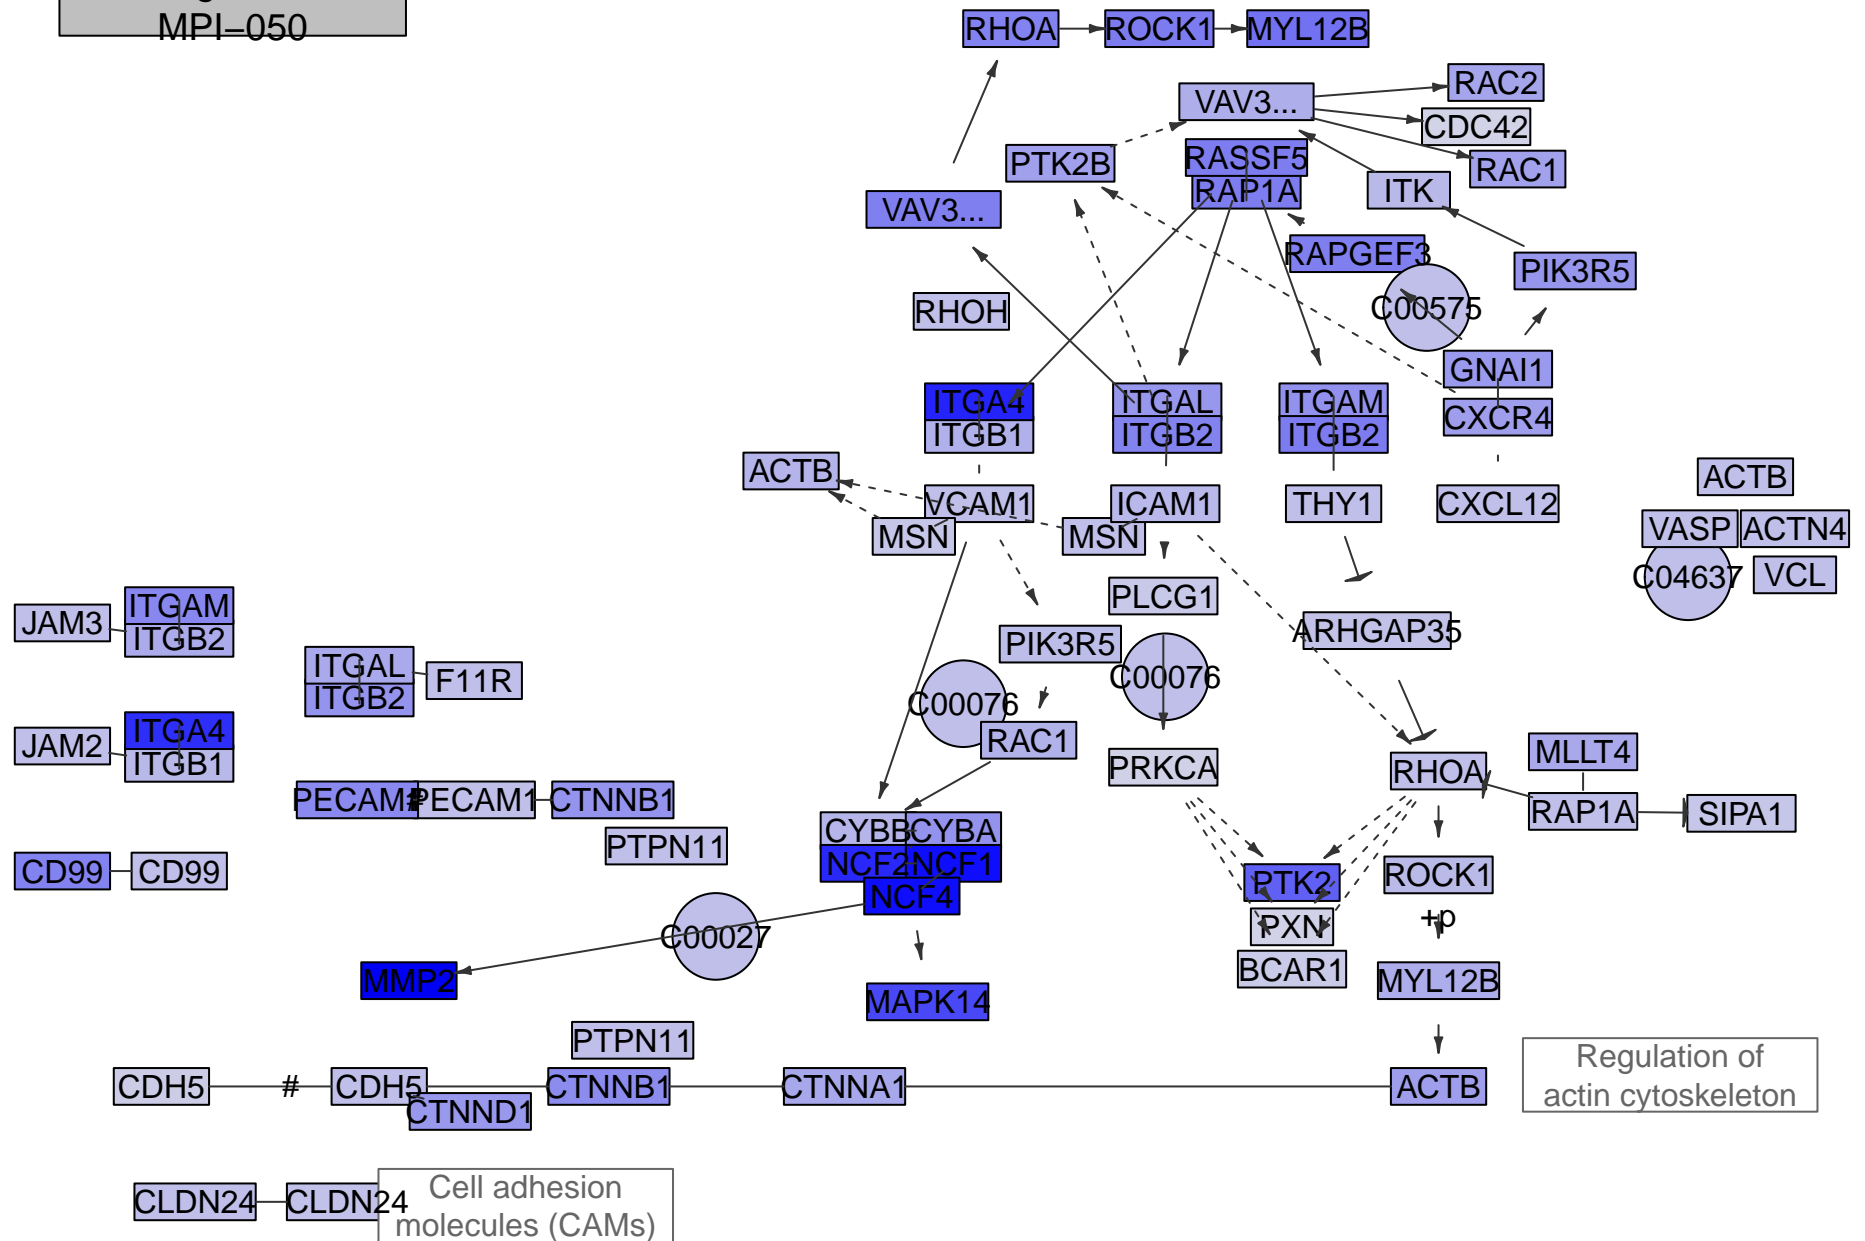 MPI−050
RHOA
ROCK1
MYL12B
RAC2
VAV3...
CDC42
PTK2B
RASSF5
RAC1
RAP1A
ITK
VAV3...
RAPGEF3
PIK3R5
RHOH
C00575
GNAI1
ITGA4
ITGAL
ITGAM
CXCR4
ITGB1
ITGB2
ITGB2
ACTB
ACTB
VCAM1
ICAM1
THY1
CXCL12
MSN
MSN
VASP
ACTN4
C04637
VCL
PLCG1
ITGAM
JAM3
ITGB2
ARHGAP35
PIK3R5
ITGAL
F11R
ITGB2
C00076
C00076
ITGA4
JAM2
ITGB1
RAC1
PRKCA
RHOA
MLLT4
PECAM1
#
PECAM1
CTNNB1
RAP1A
SIPA1
PTPN11
CYBB
CYBA
NCF2
NCF1
CD99
CD99
NCF4
PTK2
ROCK1
+p
PXN
C00027
BCAR1
MMP2
MYL12B
MAPK14
PTPN11
CDH5
#
CDH5
CTNNB1
CTNNA1
ACTB
CTNND1
Regulation of
actin cytoskeleton
CLDN24
CLDN24
Cell adhesion
molecules (CAMs)